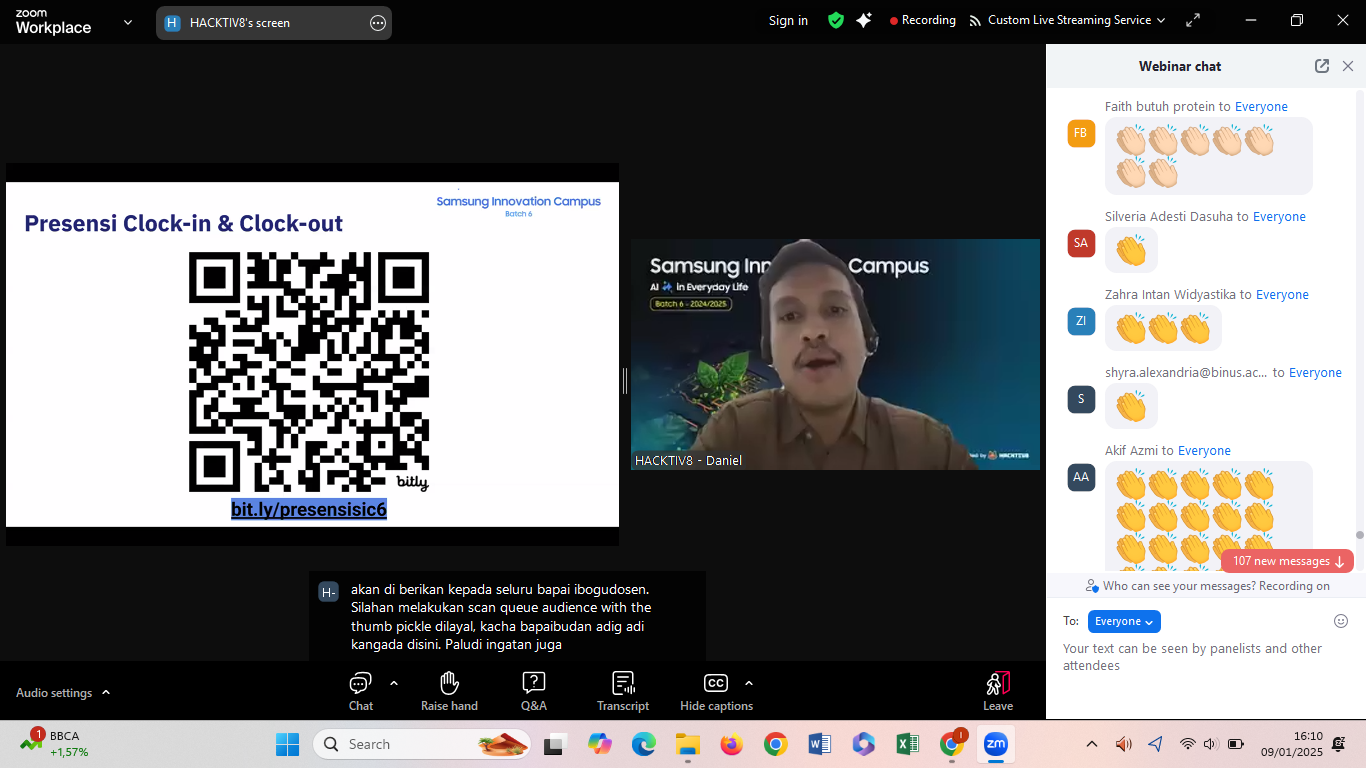 zoom
Workplace
H HACKTIV8's screen
Sign in
Recording
Custom Live Streaming Service
Samsung Innovation Campus
Batch 6
Presensi Clock-in & Clock-out
bitly
bit.ly/presensisic6
Samsung Inn Campus
AI in Everyday Life
Batch 6 - 2024/2025
HACKTIV8
HACKTIV8 - Daniel
H-
akan di berikan kepada seluru bapai ibogudosen.
Silahan melakukan scan queue audience with the
thumb pickle dilayal, kacha bapaibudan adig adi
kangada disini. Paludi ingatan juga
Webinar chat
Faith butuh protein to Everyone
FB
👏🏻👏🏻👏🏻👏🏻👏🏻
👏🏻👏🏻
Silveria Adesti Dasuha to Everyone
SA
👏
Zahra Intan Widyastika to Everyone
ZI
👏👏👏
shyra.alexandria@binus.ac... to Everyone
S
👏
Akif Azmi to Everyone
AA
👏👏👏👏👏
👏👏👏👏👏
👏👏👏👏👏
107 new messages
Who can see your messages? Recording on
To: Everyone
Your text can be seen by panelists and other
attendees
Audio settings
Chat
Raise hand
Q&A
Transcript
CC
Hide captions
Leave
1
BBCA
+1,57%
Search
zm
16:10
09/01/2025